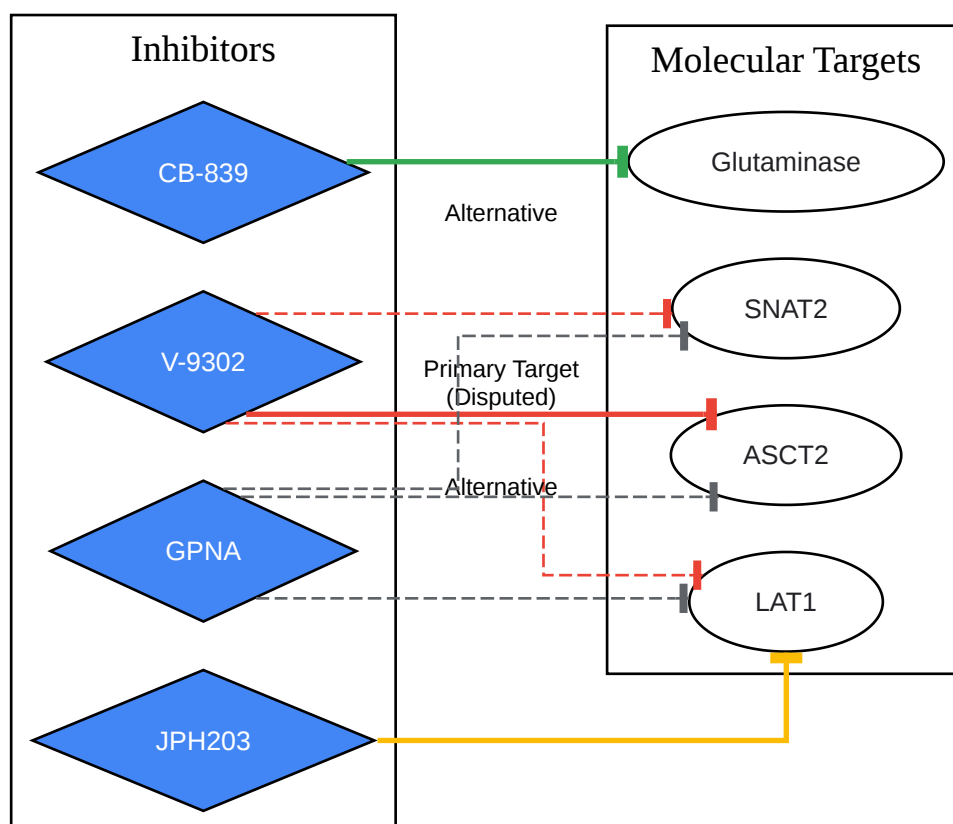 Inhibitors
Molecular Targets
CB-839
Glutaminase
Alternative
SNAT2
V-9302
Primary Target
(Disputed)
ASCT2
Alternative
GPNA
LAT1
JPH203